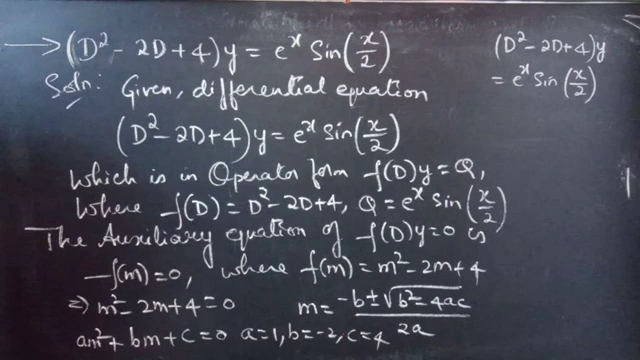 → (D² - 2D + 4) y = eˣ Sin(x/2)
Soln: Given, differential equation
(D² - 2D + 4) y = eˣ Sin(x/2)
Which is in Operator form f(D)y = Q,
Where f(D) = D² - 2D + 4, Q = eˣ Sin(x/2)
The Auxiliary equation of f(D)y = 0 is
f(m) = 0, where f(m) = m² - 2m + 4
⇒ m² - 2m + 4 = 0 m = (-b ± √(b² - 4ac))/2a
am² + bm + c = 0 a = 1, b = -2, c = 4
(D² - 2D + 4) y
= eˣ Sin(x/2)